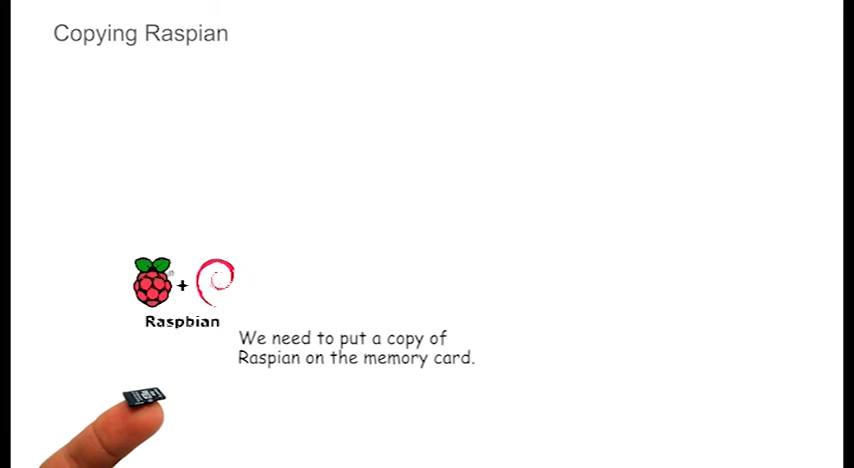 Copying Raspian
Raspbian
We need to put a copy of
Raspian on the memory card.